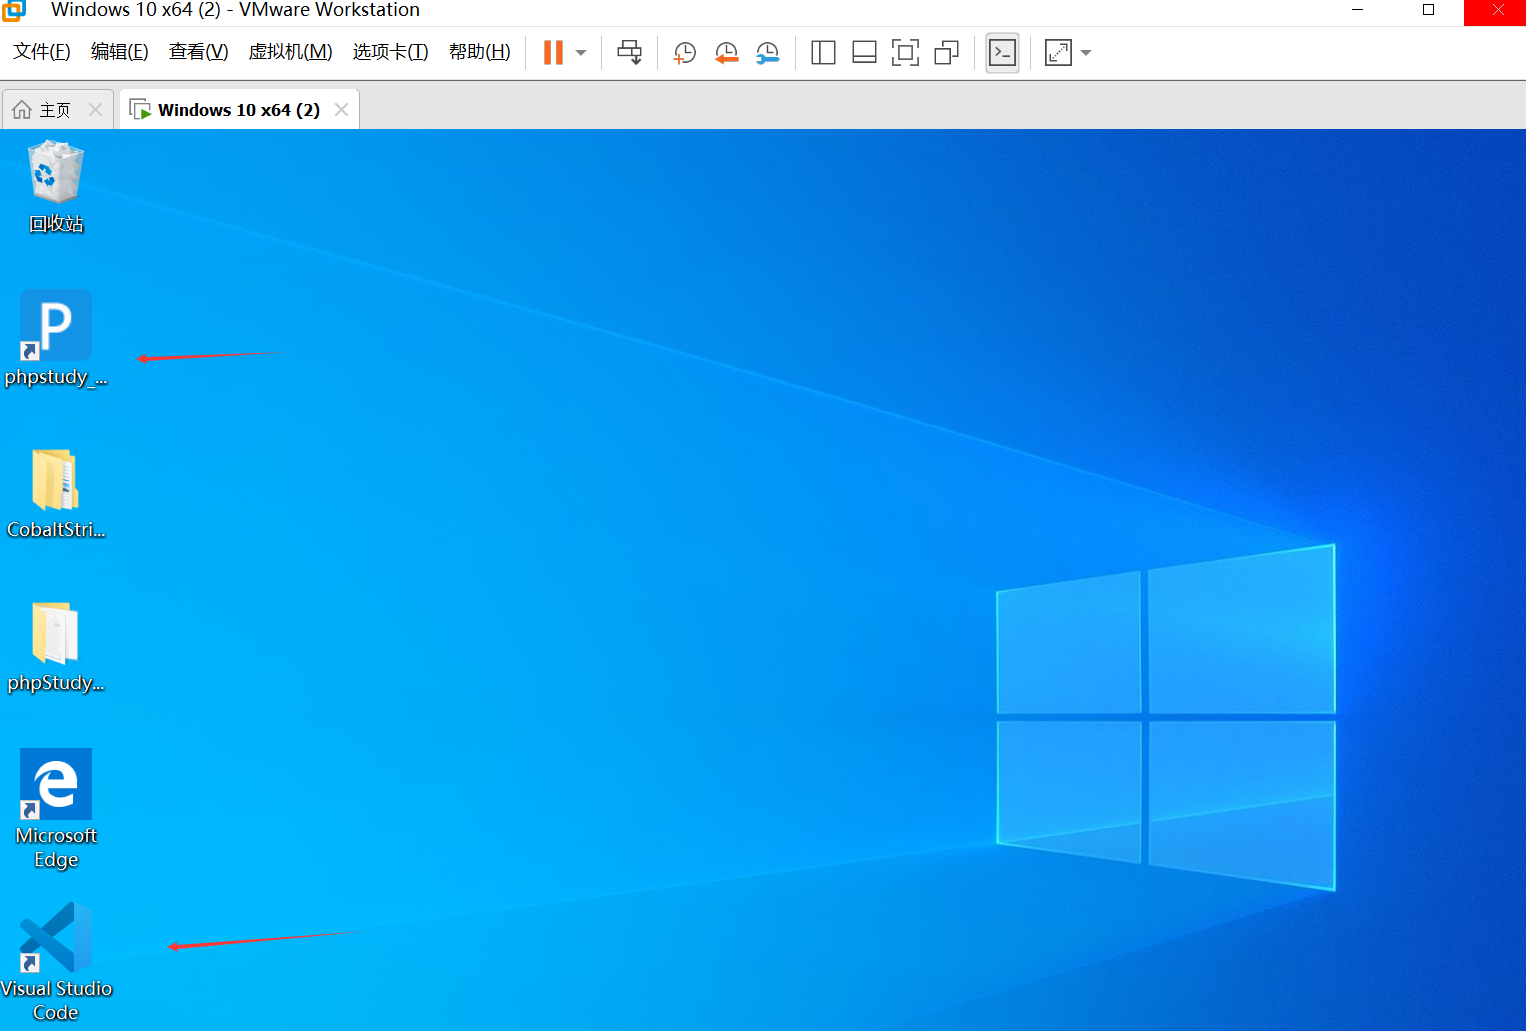 Windows 10 x64 (2) - VMware Workstation
文件(F) 编辑(E) 查看(V) 虚拟机(M) 选项卡(T) 帮助(H)
主页 Windows 10 x64 (2)
回收站
P
phpstudy_...
CobaltStri...
phpStudy...
Microsoft
Edge
Visual Studio
Code